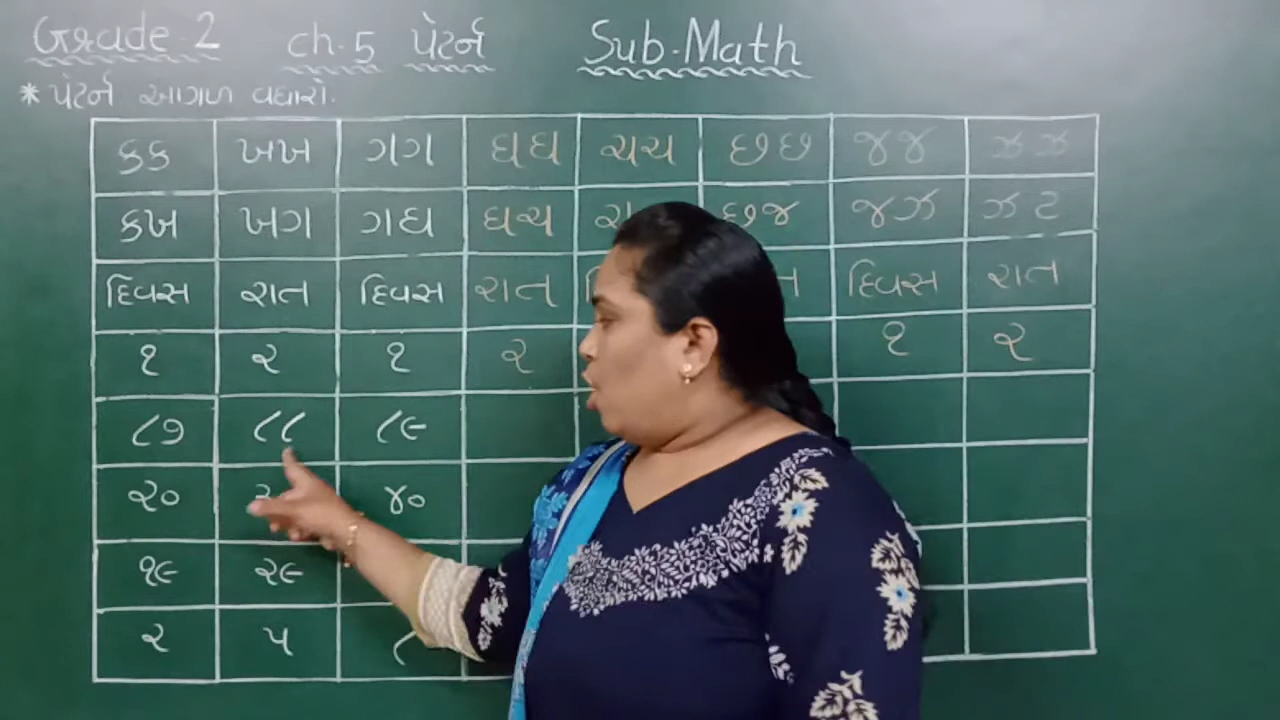 Grade-2 ch.5 પેટર્ન Sub-Math
* પેટર્ન આગળ વધારો.
કક ખખ ગગ ઘઘ ચચ છછ જજ ઝઝ
કખ ખગ ગઘ ઘચ છજ જઝ ઝટ
દિવસ રાત દિવસ રાત દિવસ રાત
૧ ૨ ૧ ૨ ૧ ૨
૮૭ ૮૮ ૮૯
૨૦ ૪૦
૧૯ ૨૯
૨ ૫ ૮